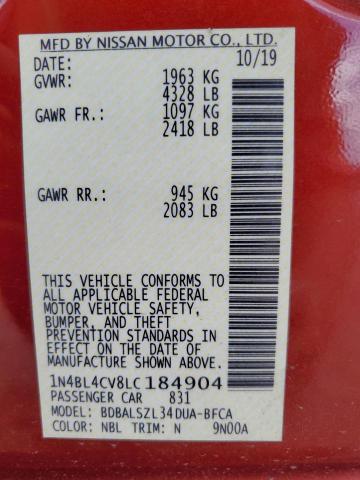 MFD BY NISSAN MOTOR CO., LTD.
DATE: 10/19
GVWR: 1963 KG
4328 LB
GAWR FR.: 1097 KG
2418 LB
GAWR RR.: 945 KG
2083 LB
THIS VEHICLE CONFORMS TO
ALL APPLICABLE FEDERAL
MOTOR VEHICLE SAFETY,
BUMPER, AND THEFT
PREVENTION STANDARDS IN
EFFECT ON THE DATE OF
MANUFACTURE SHOWN ABOVE.
1N4BL4CV8LC184904
PASSENGER CAR 831
MODEL: BDBALSZL34DUA-BFCA
COLOR: NBL TRIM: N 9N00A